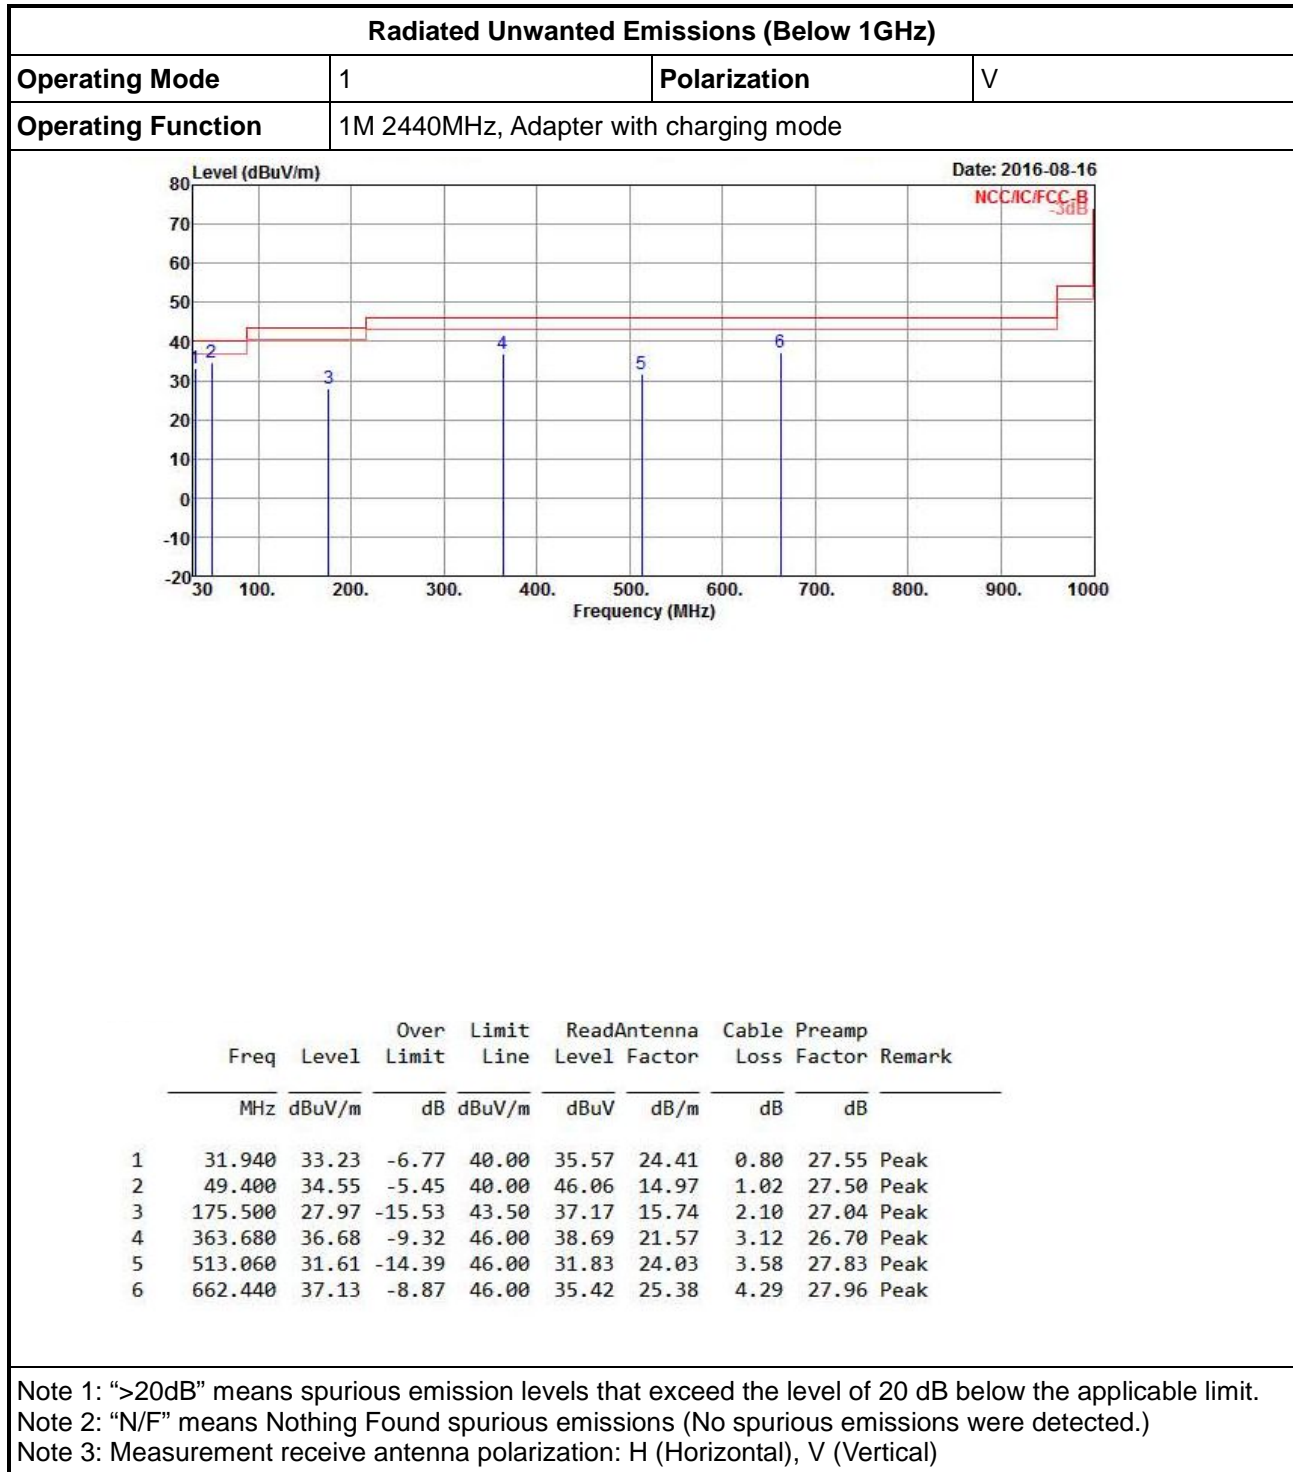 Radiated Unwanted Emissions (Below 1GHz)
Operating Mode 1 Polarization V
Operating Function 1M 2440MHz, Adapter with charging mode
Level (dBuV/m) Date: 2016-08-16
80
NCC/IC/FCC-B
-3dB
70
60
50
40
30
20
10
0
-10
-20
1 2 3 4 5 6
30 100. 200. 300. 400. 500. 600. 700. 800. 900. 1000
Frequency (MHz)
Over Limit ReadAntenna Cable Preamp
Freq Level Limit Line Level Factor Loss Factor Remark
MHz dBuV/m dB dBuV/m dBuV dB/m dB dB
1 31.940 33.23 -6.77 40.00 35.57 24.41 0.80 27.55 Peak
2 49.400 34.55 -5.45 40.00 46.06 14.97 1.02 27.50 Peak
3 175.500 27.97 -15.53 43.50 37.17 15.74 2.10 27.04 Peak
4 363.680 36.68 -9.32 46.00 38.69 21.57 3.12 26.70 Peak
5 513.060 31.61 -14.39 46.00 31.83 24.03 3.58 27.83 Peak
6 662.440 37.13 -8.87 46.00 35.42 25.38 4.29 27.96 Peak
Note 1: “>20dB” means spurious emission levels that exceed the level of 20 dB below the applicable limit.
Note 2: “N/F” means Nothing Found spurious emissions (No spurious emissions were detected.)
Note 3: Measurement receive antenna polarization: H (Horizontal), V (Vertical)